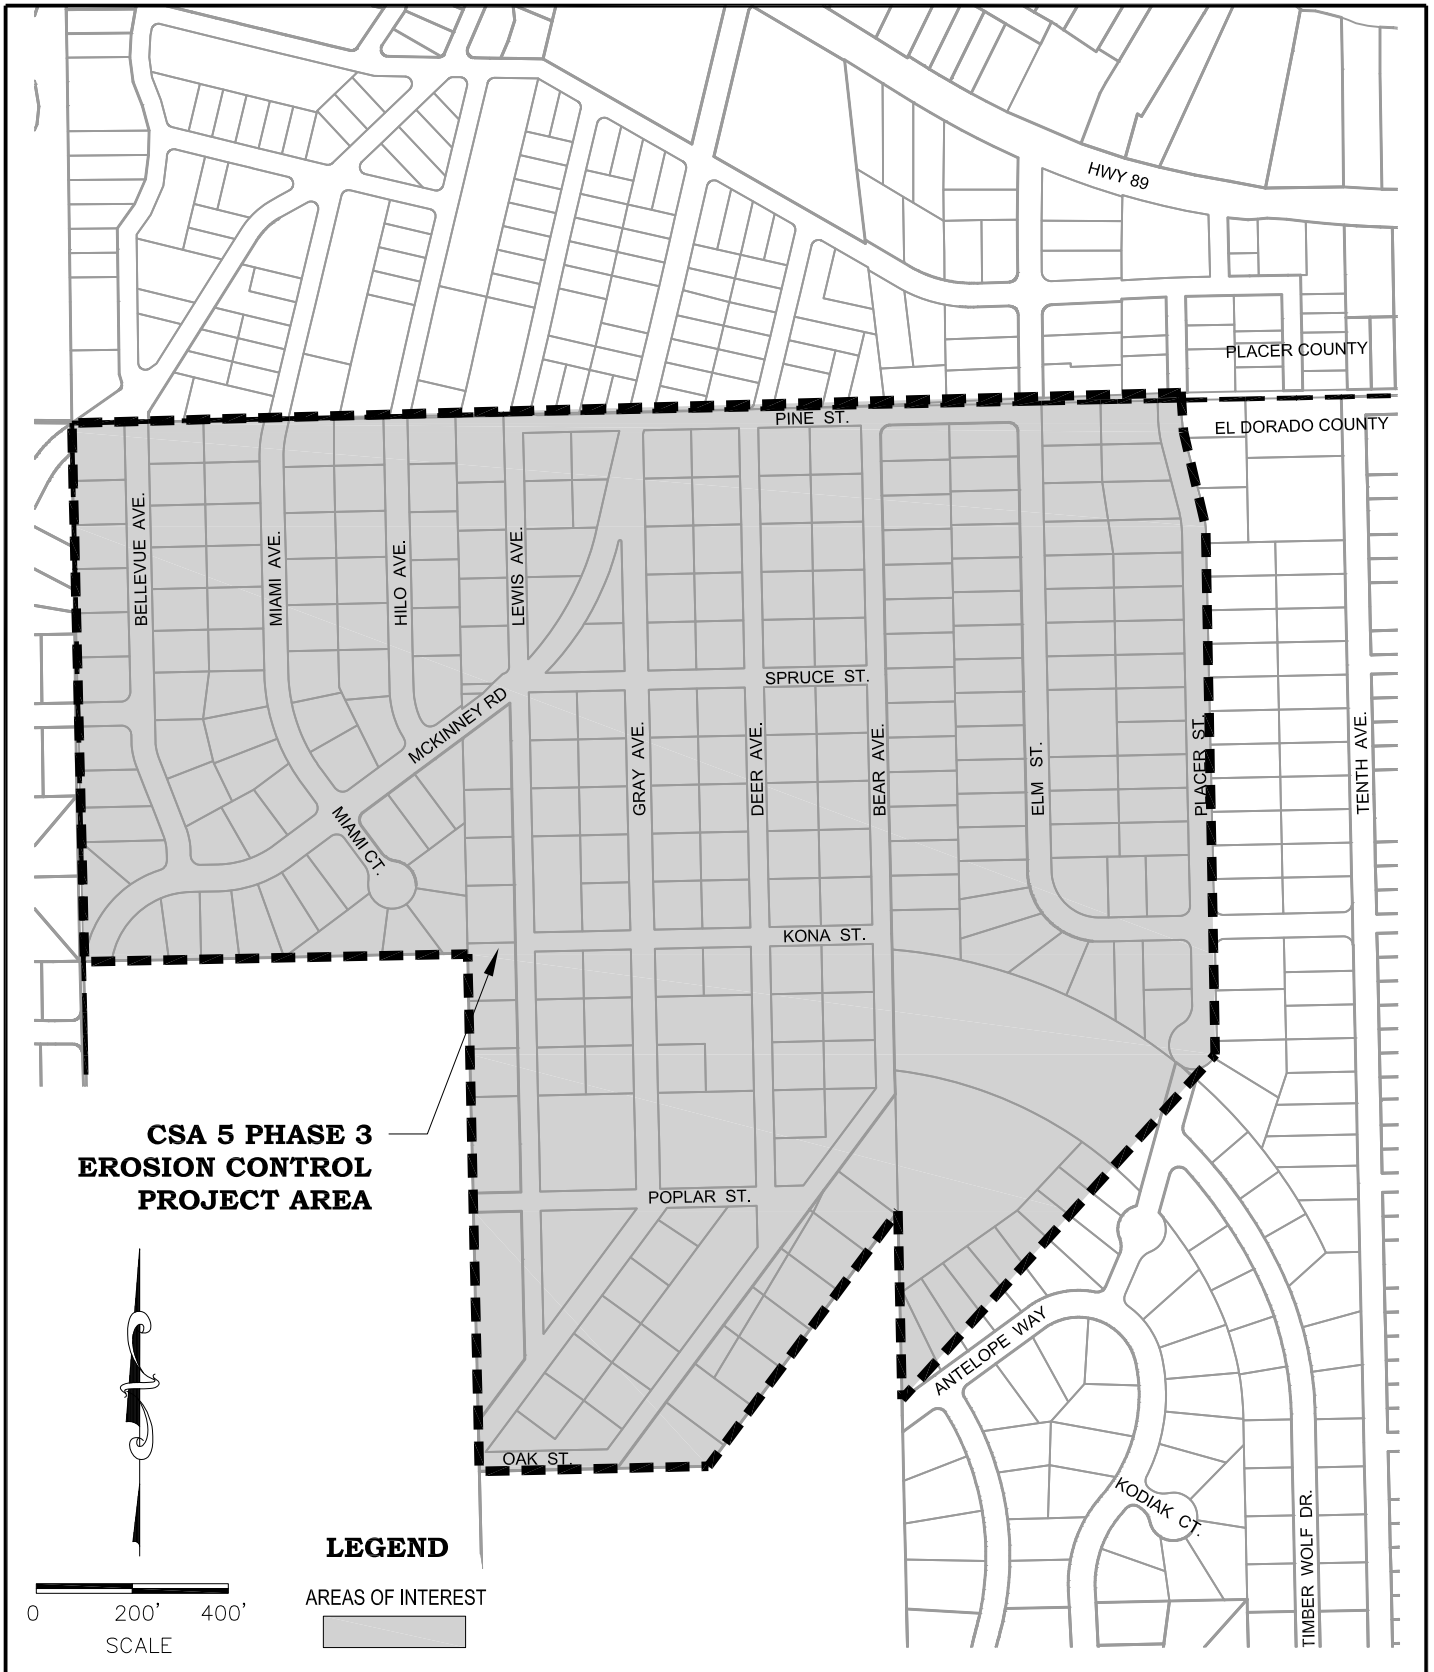 HWY 89
PLACER COUNTY
PINE ST.
EL DORADO COUNTY
BELLEVUE AVE.
MIAMI AVE.
HILO AVE.
LEWIS AVE.
SPRUCE ST.
MCKINNEY RD
GRAY AVE.
DEER AVE.
BEAR AVE.
ELM ST.
PLACER ST.
TENTH AVE.
MIAMI CT.
KONA ST.
CSA 5 PHASE 3
EROSION CONTROL
PROJECT AREA
POPLAR ST.
ANTELOPE WAY
OAK ST.
KODIAK CT.
TIMBER WOLF DR.
LEGEND
AREAS OF INTEREST
0 200' 400'
SCALE